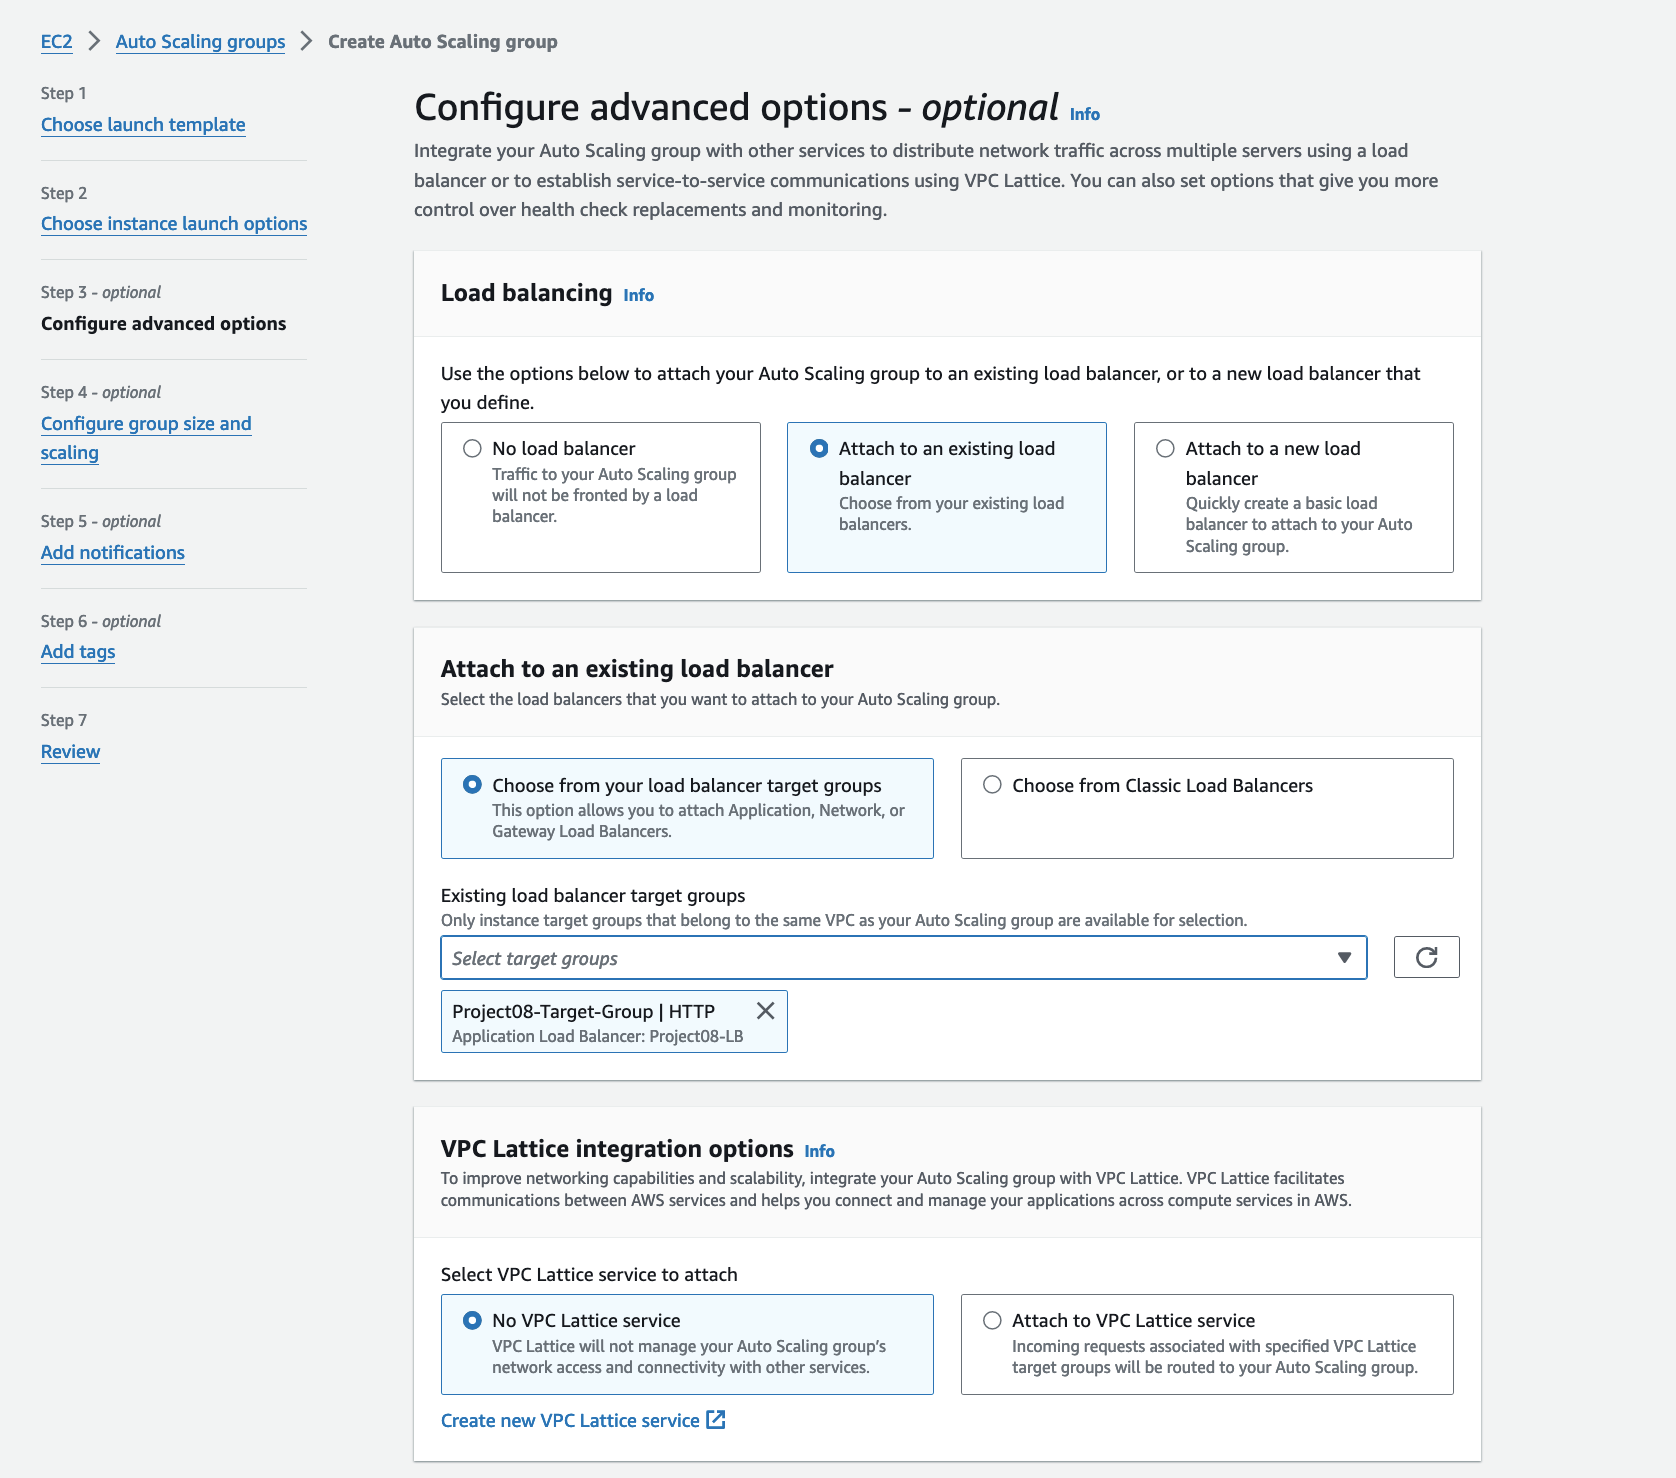 EC2 > Auto Scaling groups > Create Auto Scaling group
Step 1
Choose launch template
Step 2
Choose instance launch options
Step 3 - optional
Configure advanced options
Step 4 - optional
Configure group size and
scaling
Step 5 - optional
Add notifications
Step 6 - optional
Add tags
Step 7
Review
Configure advanced options - optional Info
Integrate your Auto Scaling group with other services to distribute network traffic across multiple servers using a load
balancer or to establish service-to-service communications using VPC Lattice. You can also set options that give you more
control over health check replacements and monitoring.
Load balancing Info
Use the options below to attach your Auto Scaling group to an existing load balancer, or to a new load balancer that
you define.
No load balancer
Traffic to your Auto Scaling group
will not be fronted by a load
balancer.
Attach to an existing load
balancer
Choose from your existing load
balancers.
Attach to a new load
balancer
Quickly create a basic load
balancer to attach to your Auto
Scaling group.
Attach to an existing load balancer
Select the load balancers that you want to attach to your Auto Scaling group.
Choose from your load balancer target groups
This option allows you to attach Application, Network, or
Gateway Load Balancers.
Choose from Classic Load Balancers
Existing load balancer target groups
Only instance target groups that belong to the same VPC as your Auto Scaling group are available for selection.
Select target groups
Project08-Target-Group | HTTP
Application Load Balancer: Project08-LB
VPC Lattice integration options Info
To improve networking capabilities and scalability, integrate your Auto Scaling group with VPC Lattice. VPC Lattice facilitates
communications between AWS services and helps you connect and manage your applications across compute services in AWS.
Select VPC Lattice service to attach
No VPC Lattice service
VPC Lattice will not manage your Auto Scaling group's
network access and connectivity with other services.
Attach to VPC Lattice service
Incoming requests associated with specified VPC Lattice
target groups will be routed to your Auto Scaling group.
Create new VPC Lattice service